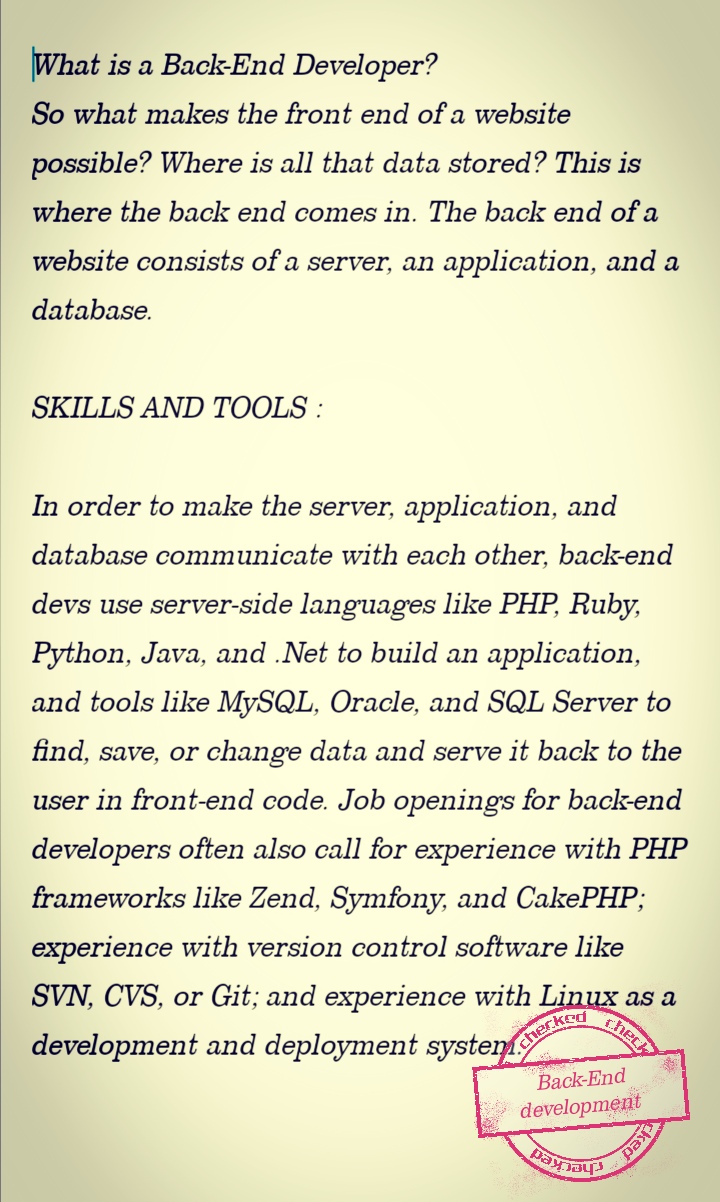 What is a Back-End Developer?
So what makes the front end of a website
possible? Where is all that data stored? This is
where the back end comes in. The back end of a
website consists of a server, an application, and a
database.
SKILLS AND TOOLS :
In order to make the server, application, and
database communicate with each other, back-end
devs use server-side languages like PHP, Ruby,
Python, Java, and .Net to build an application,
and tools like MySQL, Oracle, and SQL Server to
find, save, or change data and serve it back to the
user in front-end code. Job openings for back-end
developers often also call for experience with PHP
frameworks like Zend, Symfony, and CakePHP;
experience with version control software like
SVN, CVS, or Git; and experience with Linux as a
development and deployment system.
checked check
Back-End
development
cked checked